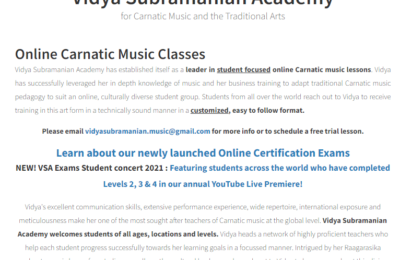 Vidya Subramanian Academy
for Carnatic Music and the Traditional Arts
Online Carnatic Music Classes
Vidya Subramanian Academy has established itself as a leader in student focused online Carnatic music lessons. Vidya
has successfully leveraged her in depth knowledge of music and her business training to adapt traditional Carnatic music
pedagogy to suit an online, culturally diverse student group. Students from all over the world reach out to Vidya to receive
training in this art form in a technically sound manner in a customized, easy to follow format.
Please email vidyasubramanian.music@gmail.com for more info or to schedule a free trial lesson.
Learn about our newly launched Online Certification Exams
NEW! VSA Exams Student concert 2021 : Featuring students across the world who have completed
Levels 2, 3 & 4 in our annual YouTube Live Premiere!
Vidya's excellent communication skills, extensive performance experience, wide repertoire, international exposure and
meticulousness make her one of the most sought after teachers of Carnatic music at the global level. Vidya Subramanian
Academy welcomes students of all ages, locations and levels. Vidya heads a network of highly proficient teachers who
help each student progress successfully towards her learning goals in a focussed manner. Intrigued by her Raagarasika